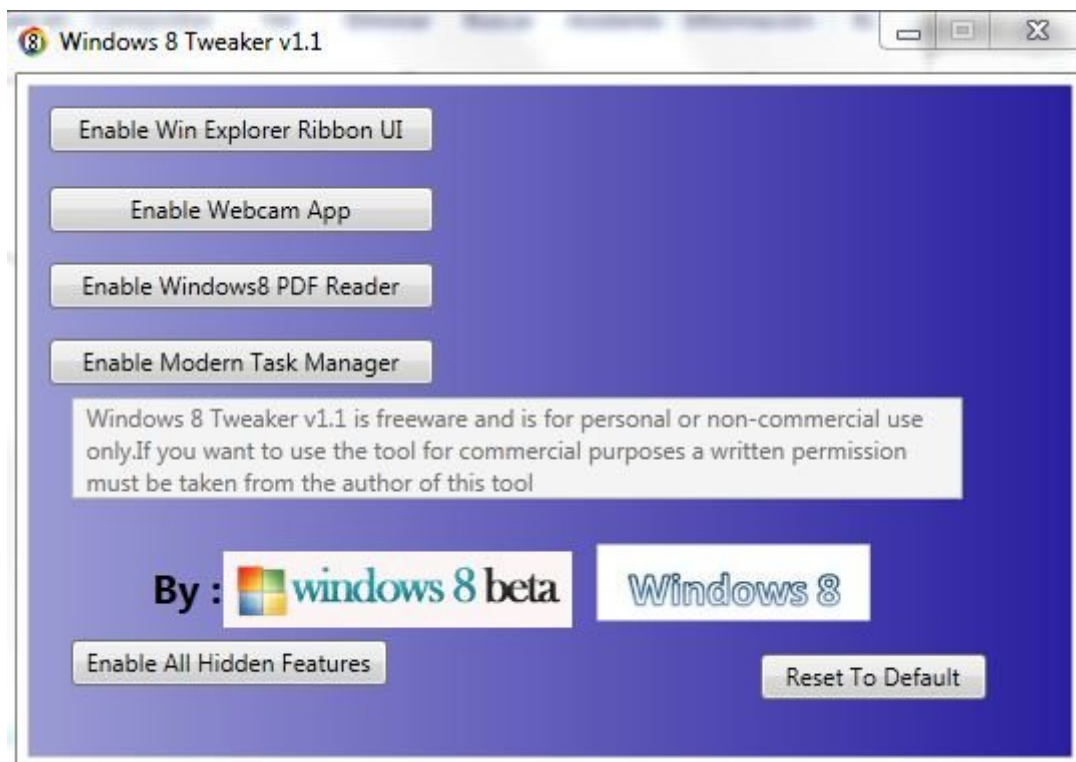 Windows 8 Tweaker v1.1
Enable Win Explorer Ribbon UI
Enable Webcam App
Enable Windows8 PDF Reader
Enable Modern Task Manager
Windows 8 Tweaker v1.1 is freeware and is for personal or non-commercial use
only.If you want to use the tool for commercial purposes a written permission
must be taken from the author of this tool
By : windows 8 beta Windows 8
Enable All Hidden Features
Reset To Default